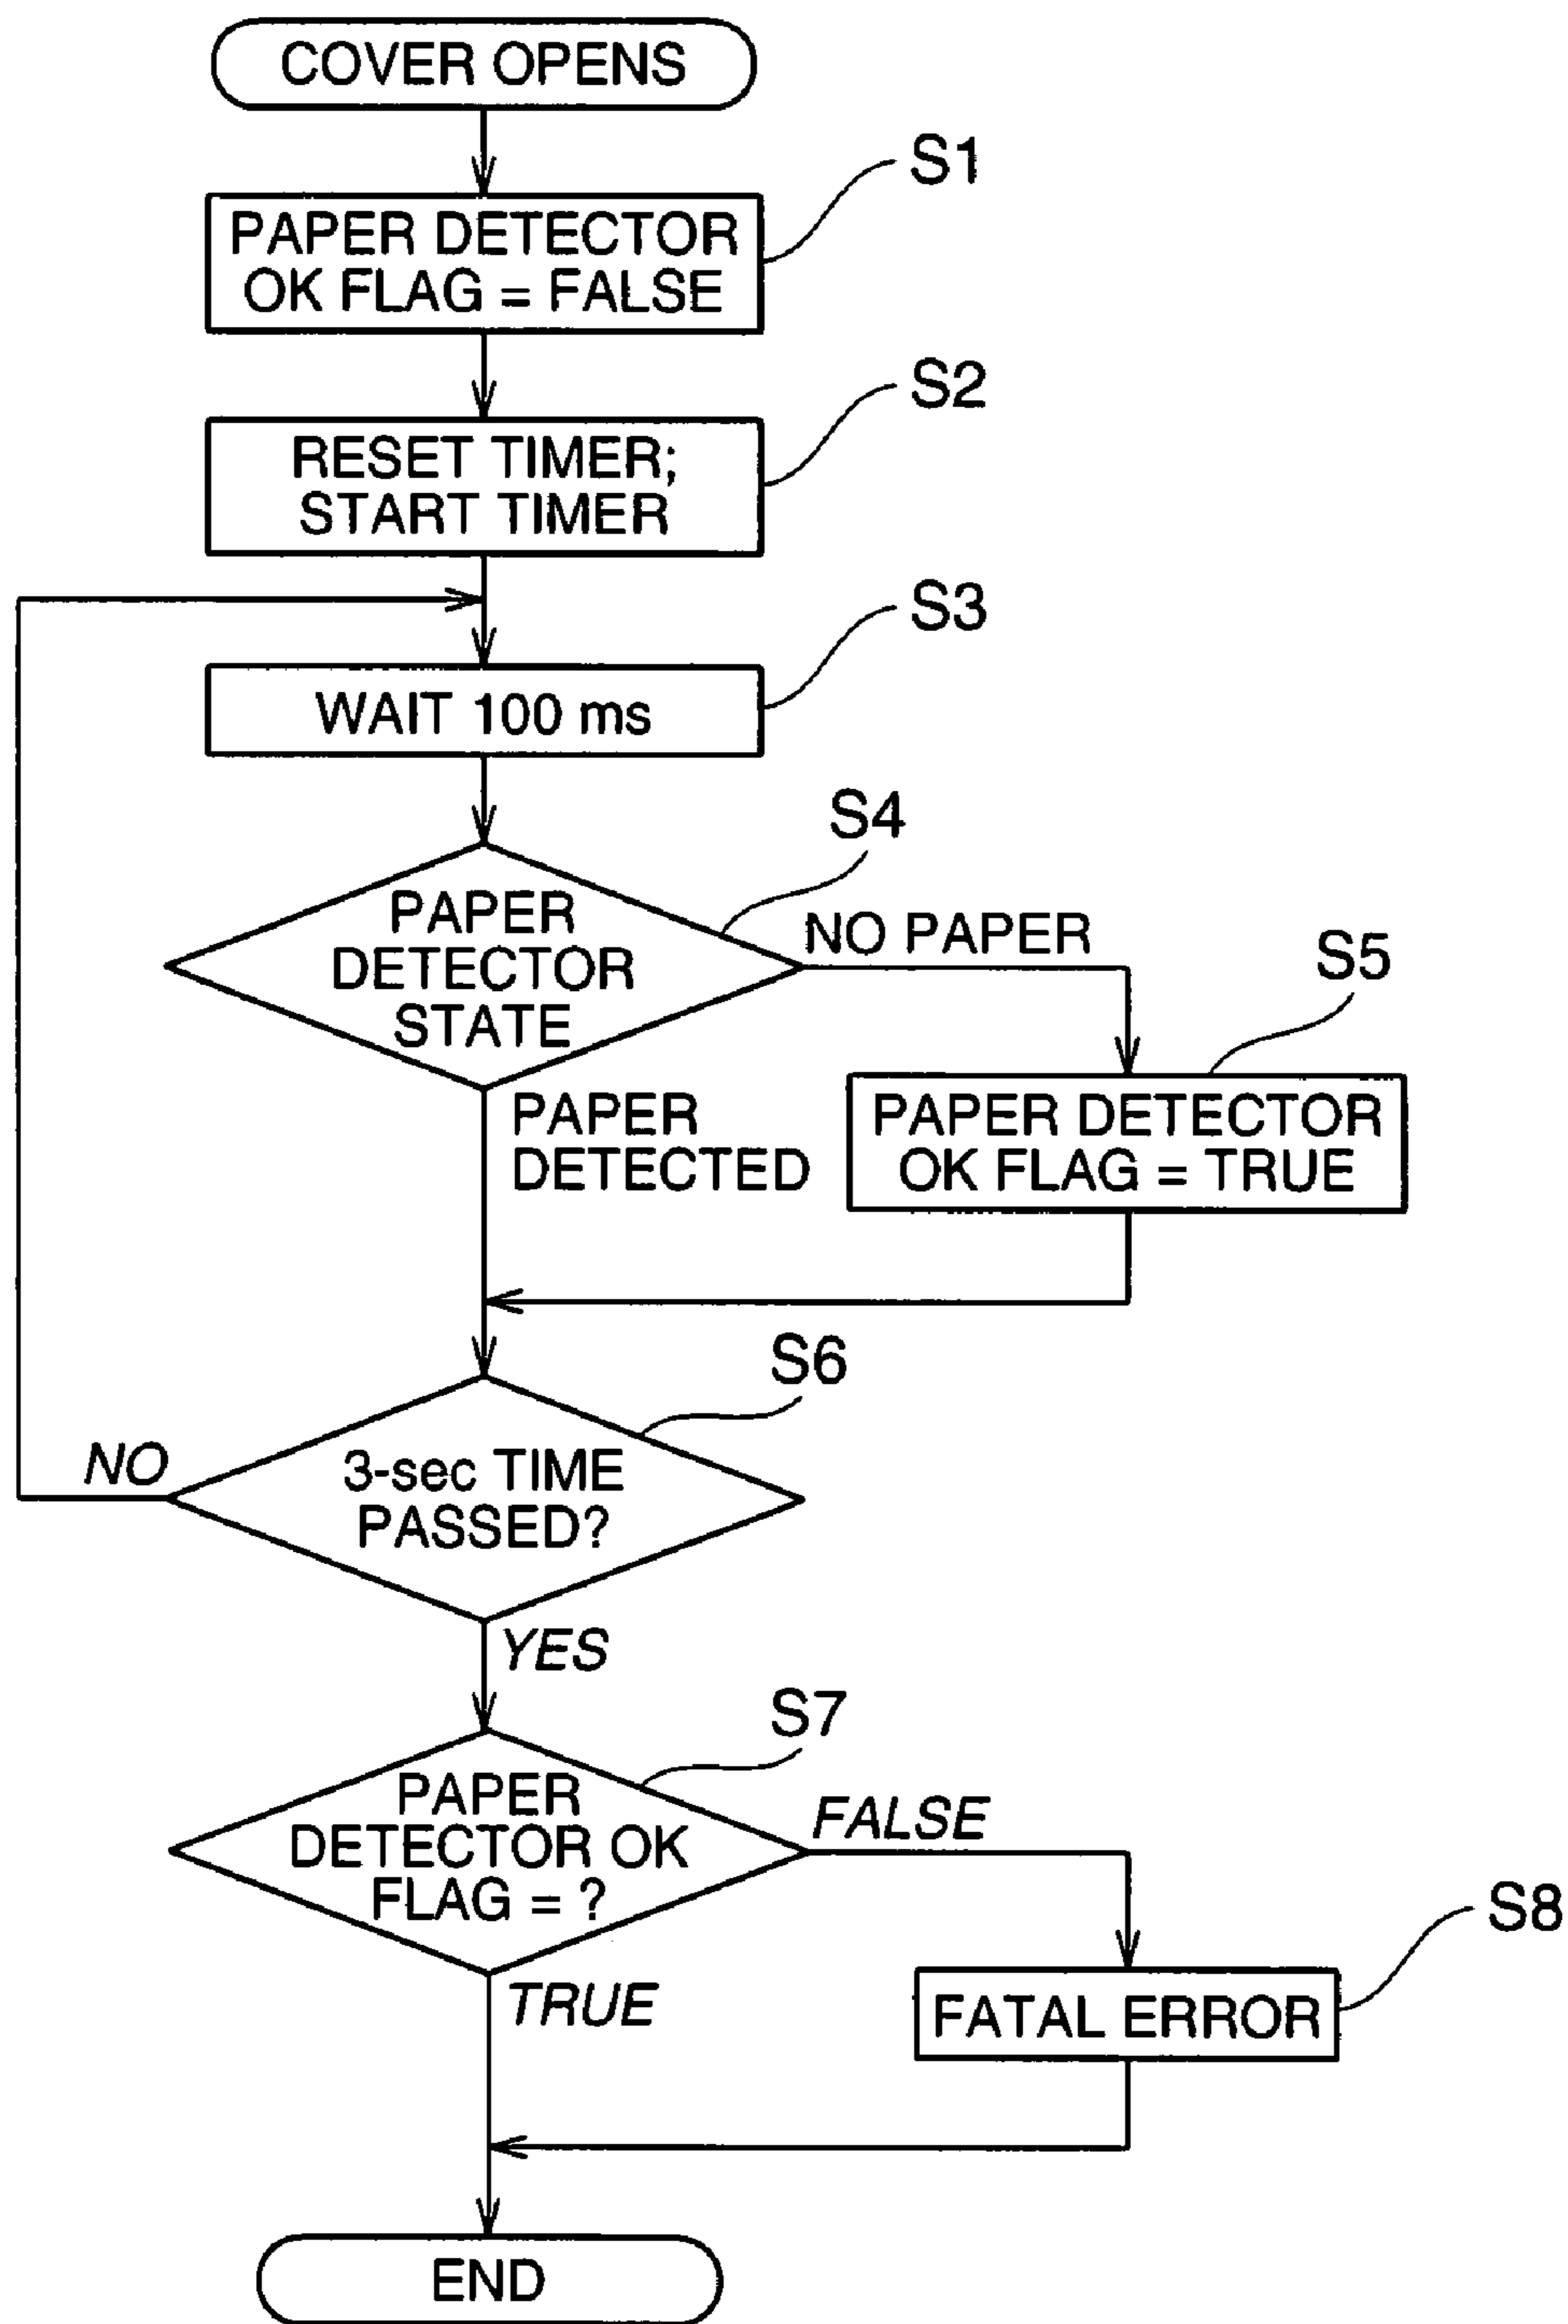 COVER OPENS
S1
PAPER DETECTOR
OK FLAG = FALSE
S2
RESET TIMER;
START TIMER
S3
WAIT 100 ms
S4
PAPER
DETECTOR
STATE
NO PAPER
S5
PAPER
DETECTED
PAPER DETECTOR
OK FLAG = TRUE
S6
NO
3-sec TIME
PASSED?
YES
S7
PAPER
DETECTOR OK
FLAG = ?
FALSE
S8
TRUE
FATAL ERROR
END